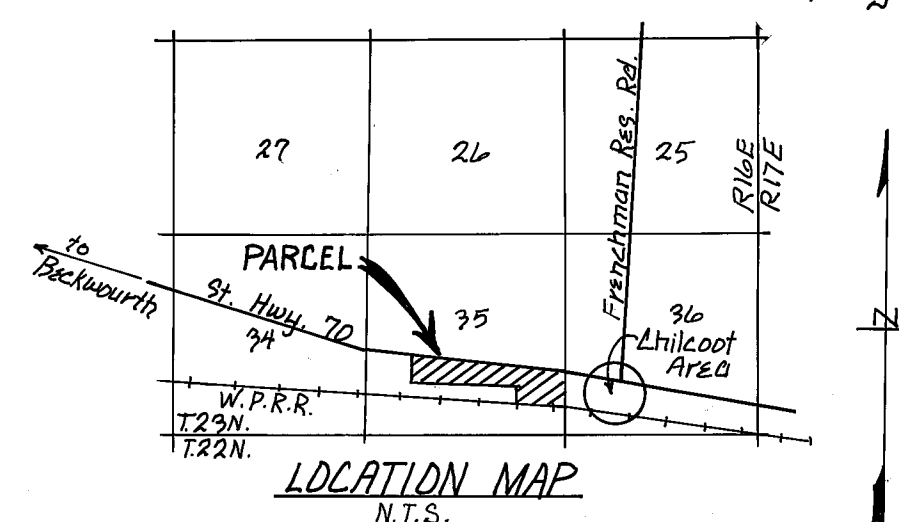 27
26
25
Frenchman Res. Rd.
R16E
R17E
to
Beckwourth
PARCEL
St. Hwy. 70
34
35
36
Chilcoot
Area
W.P.R.R.
T.23N.
T.22N.
N
LOCATION MAP
N.T.S.